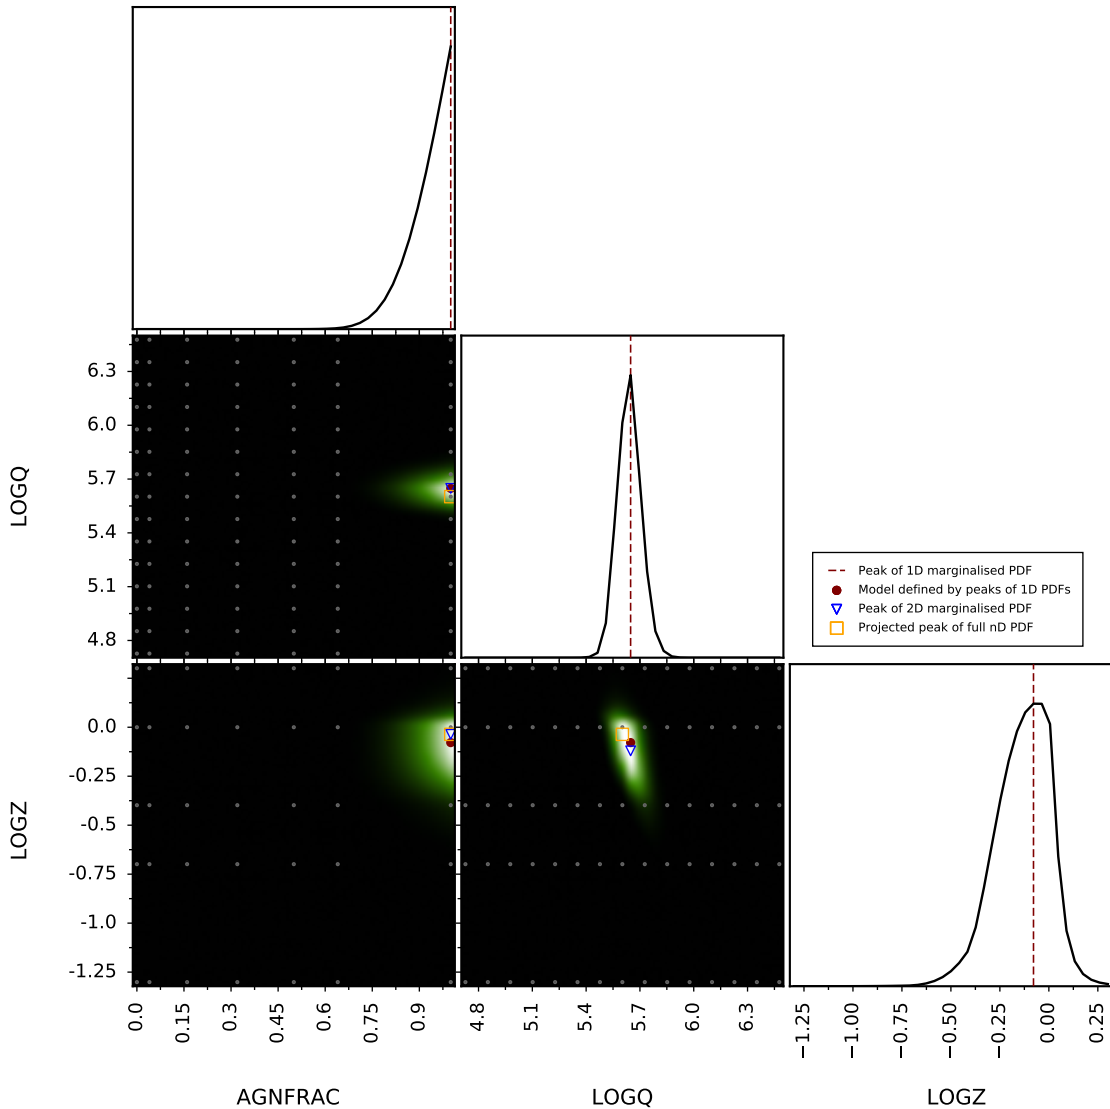 LOGQ
6.3
6.0
5.7
5.4
5.1
4.8
Peak of 1D marginalised PDF
Model defined by peaks of 1D PDFs
Peak of 2D marginalised PDF
Projected peak of full nD PDF
LOGZ
0.0
-0.25
-0.5
-0.75
-1.0
-1.25
0.0 0.15 0.3 0.45 0.6 0.75 0.9 4.8 5.1 5.4 5.7 6.0 6.3 −1.25 −1.00 −0.75 −0.50 −0.25 0.00 0.25
AGNFRAC LOGQ LOGZ